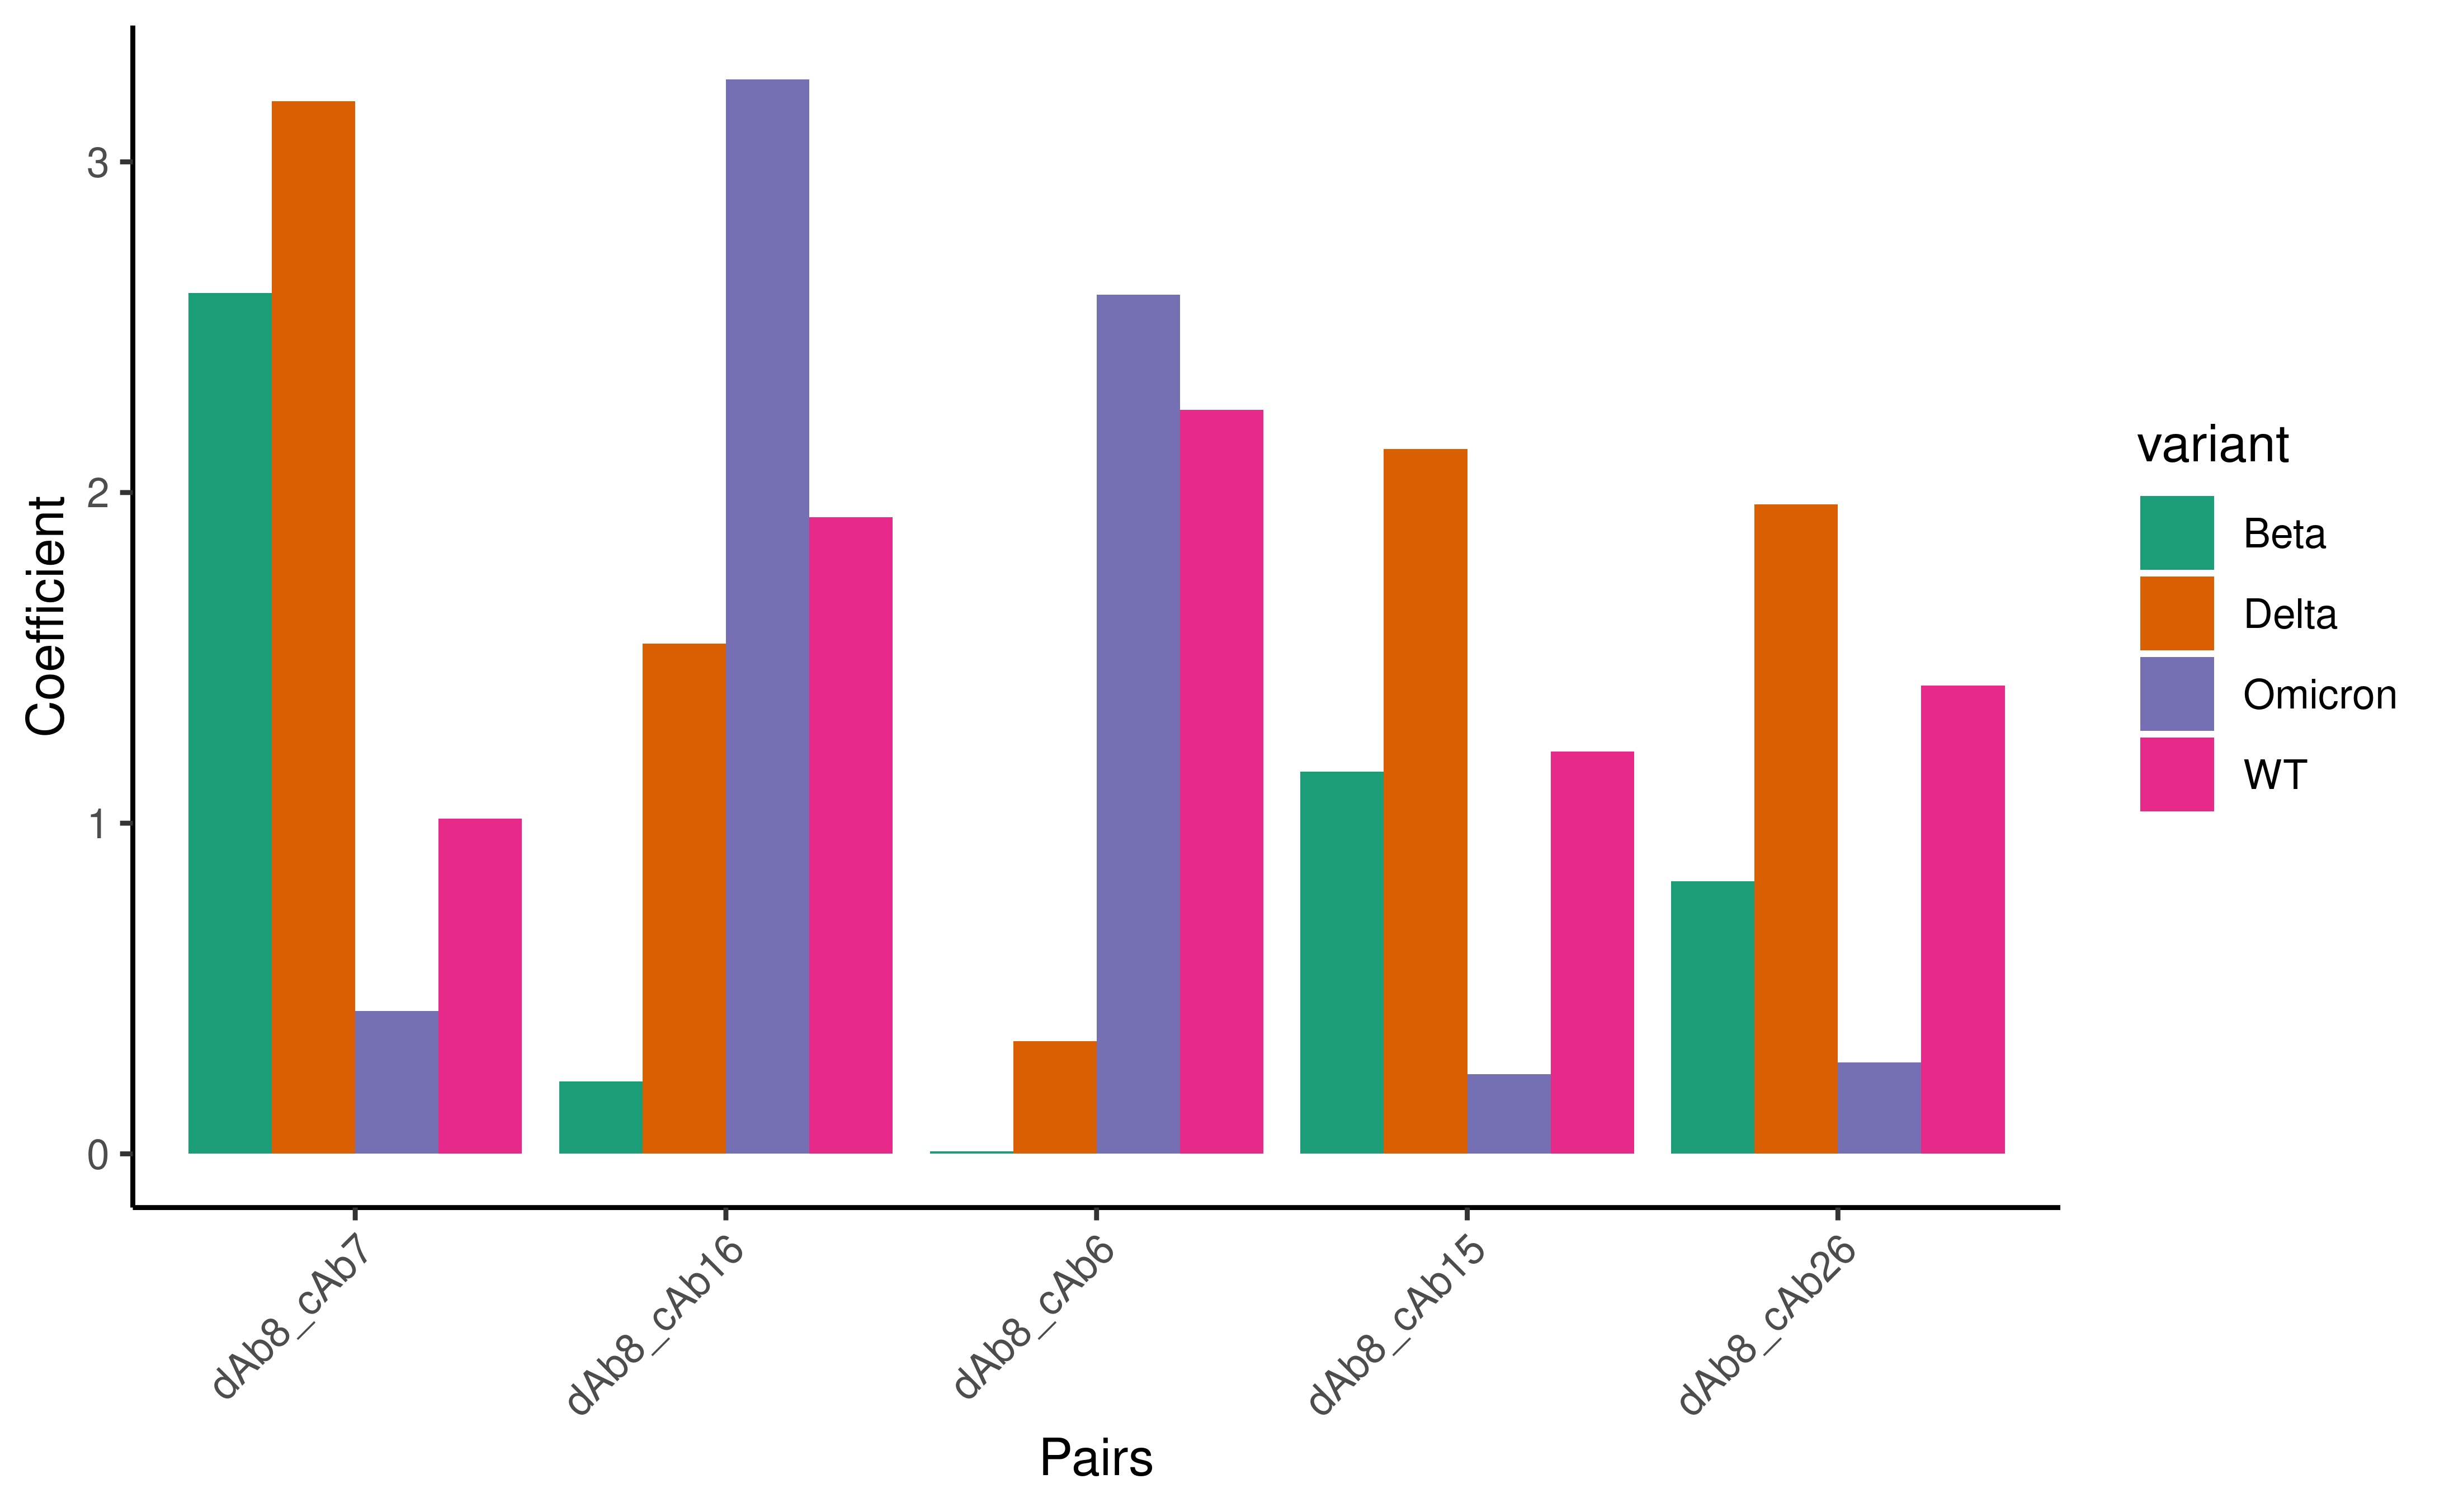 Coefficient
3
2
1
0
dAb8_cAb7
dAb8_cAb16
dAb8_cAb6
dAb8_cAb15
dAb8_cAb26
Pairs
variant
Beta
Delta
Omicron
WT